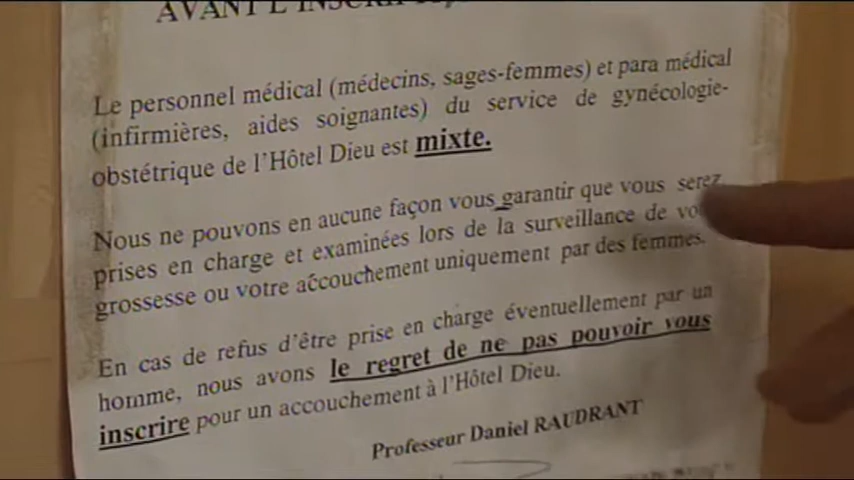 AVANT L'INSCRIPTION
Le personnel médical (médecins, sages-femmes) et para médical
(infirmières, aides soignantes) du service de gynécologie-
obstétrique de l'Hôtel Dieu est mixte.
Nous ne pouvons en aucune façon vous garantir que vous serez
prises en charge et examinées lors de la surveillance de
grossesse ou votre accouchement uniquement par des femmes.
En cas de refus d'être prise en charge éventuellement par un
homme, nous avons le regret de ne pas pouvoir vous
inscrire pour un accouchement à l'Hôtel Dieu.
Professeur Daniel RAUDRANT